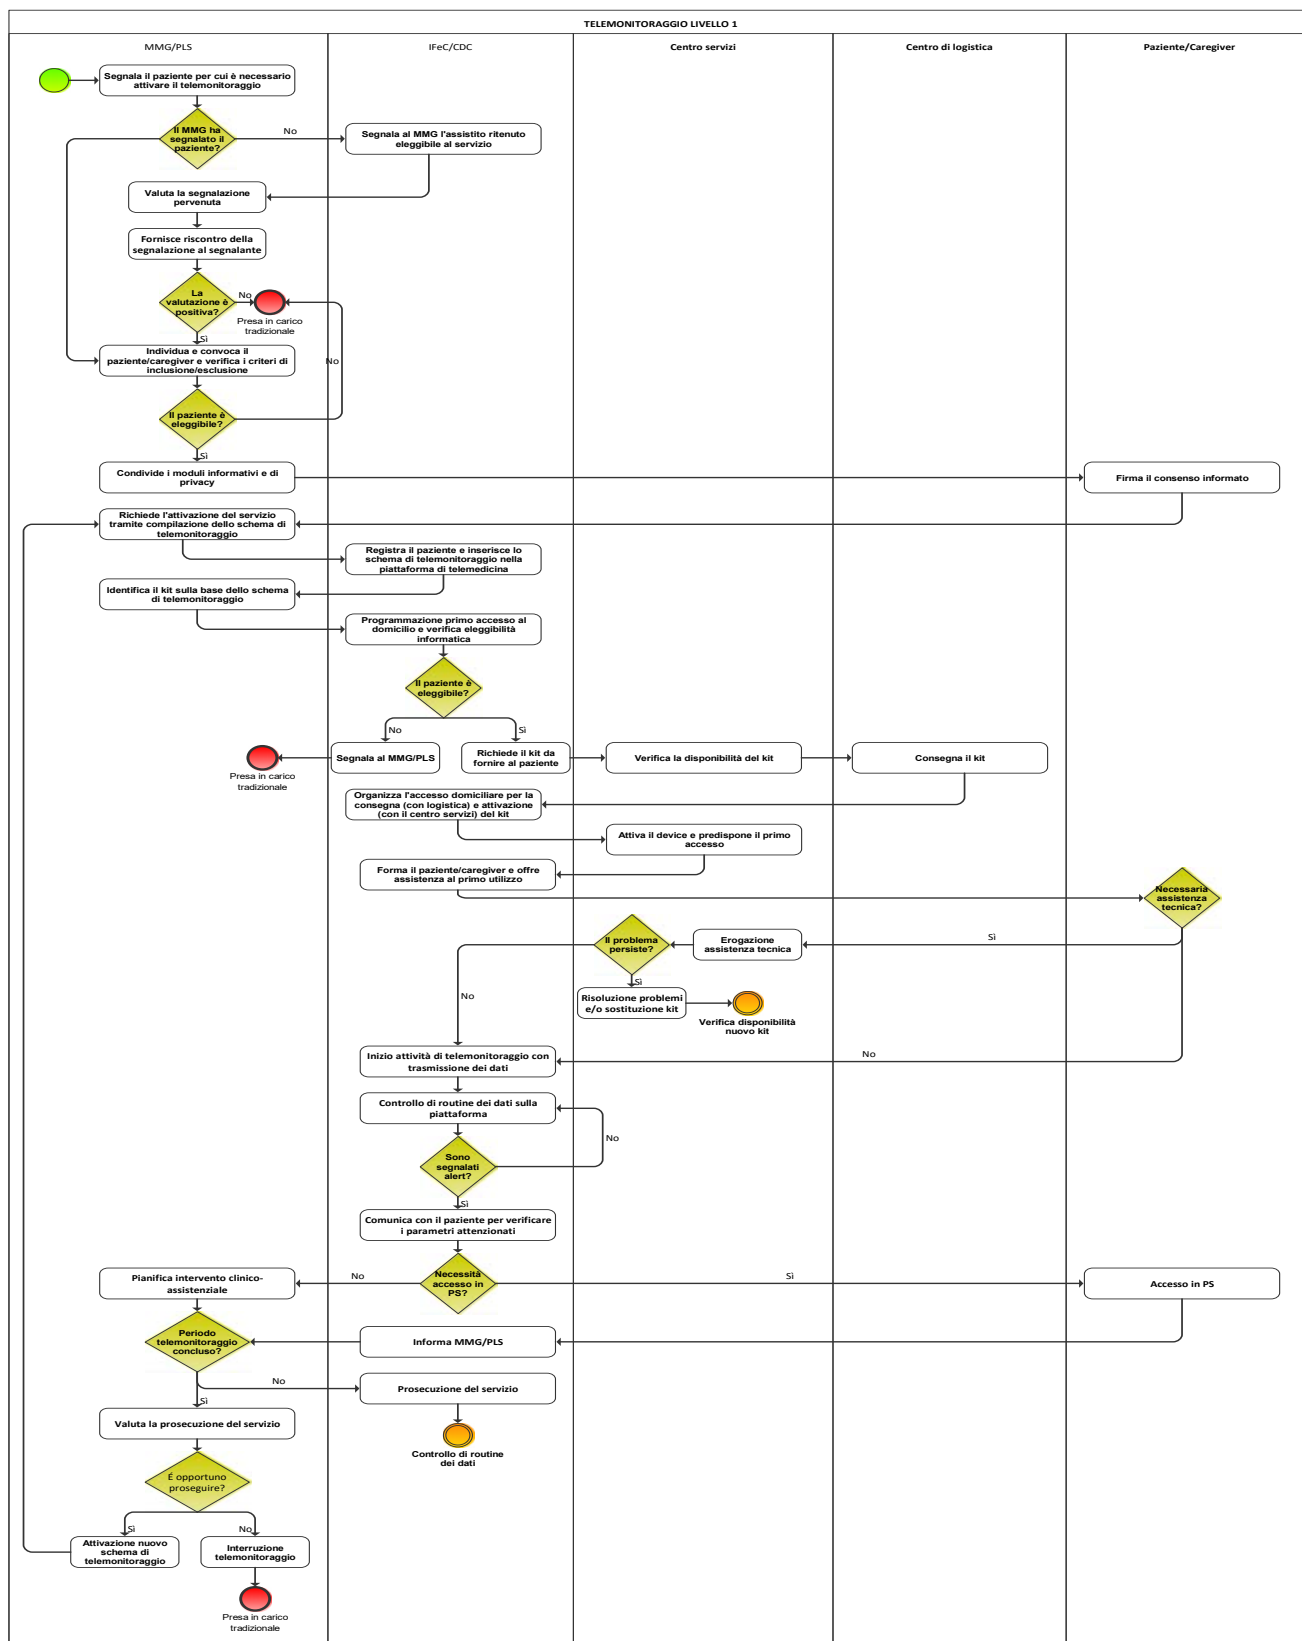 TELEMONITORAGGIO LIVELLO 1
MMG/PLS
IFeC/CDC
Centro servizi
Centro di logistica
Paziente/Caregiver
Segnala il paziente per cui è necessario
attivare il telemonitoraggio
Il MMG ha
segnalato il
paziente?
No
Segnala al MMG l'assistito ritenuto
eleggibile al servizio
Valuta la segnalazione
pervenuta
Fornisce riscontro della
segnalazione al segnalante
La
valutazione è
positiva?
No
Presa in carico
tradizionale
Sì
Individua e convoca il
paziente/caregiver e verifica i criteri di
inclusione/esclusione
No
Il paziente è
eleggibile?
Sì
Condivide i moduli informativi e di
privacy
Firma il consenso informato
Richiede l'attivazione del servizio
tramite compilazione dello schema di
telemonitoraggio
Registra il paziente e inserisce lo
schema di telemonitoraggio nella
piattaforma di telemedicina
Identifica il kit sulla base dello schema
di telemonitoraggio
Programmazione primo accesso al
domicilio e verifica eleggibilità
informatica
Il paziente è
eleggibile?
No
Sì
Presa in carico
tradizionale
Segnala al MMG/PLS
Richiede il kit da
fornire al paziente
Verifica la disponibilità del kit
Consegna il kit
Organizza l'accesso domiciliare per la
consegna (con logistica) e attivazione
(con il centro servizi) del kit
Attiva il device e predispone il primo
accesso
Forma il paziente/caregiver e offre
assistenza al primo utilizzo
Necessaria
assistenza
tecnica?
Sì
Erogazione
assistenza tecnica
Il problema
persiste?
No
Sì
Risoluzione problemi
e/o sostituzione kit
Verifica disponibilità
nuovo kit
No
Inizio attività di telemonitoraggio con
trasmissione dei dati
Controllo di routine dei dati sulla
piattaforma
No
Sono
segnalati
alert?
Sì
Comunica con il paziente per verificare
i parametri attenzionati
Necessità
accesso in
PS?
No
Sì
Pianifica intervento clinico-
assistenziale
Accesso in PS
Periodo
telemonitoraggio
concluso?
Informa MMG/PLS
No
Prosecuzione del servizio
Sì
Valuta la prosecuzione del servizio
Controllo di routine
dei dati
É opportuno
proseguire?
Sì
No
Attivazione nuovo
schema di
telemonitoraggio
Interruzione
telemonitoraggio
Presa in carico
tradizionale